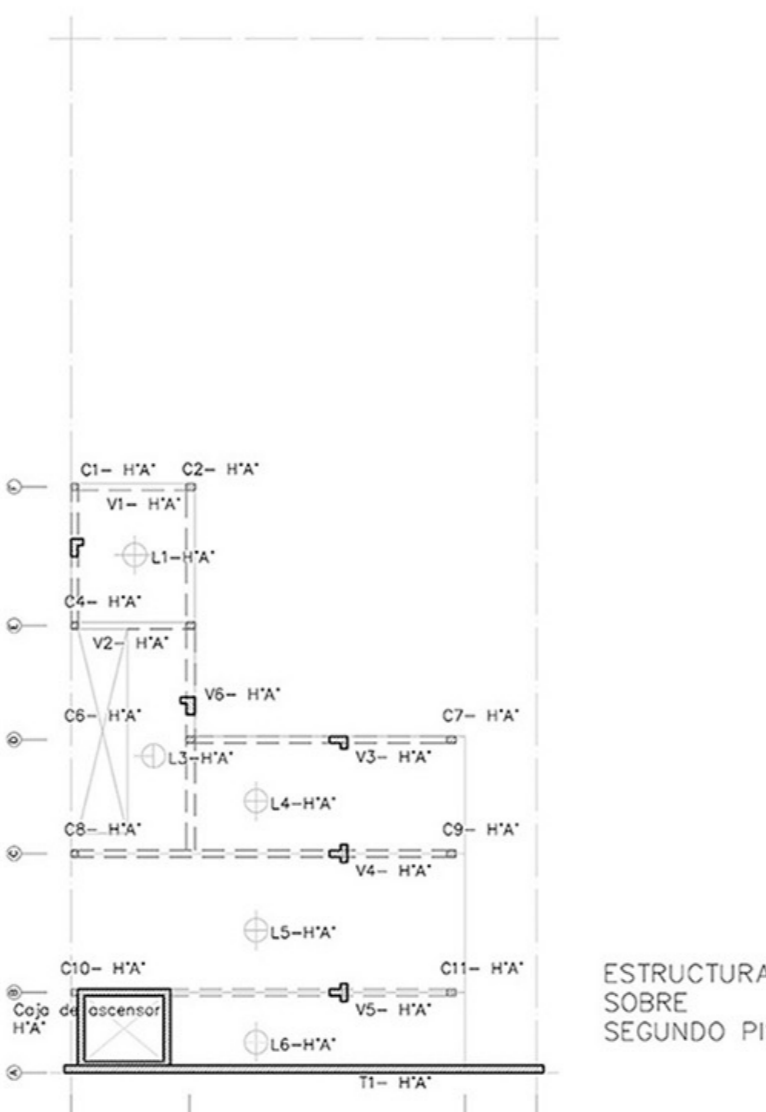 C1- H°A° C2- H°A°
F
V1- H°A°
L1-H°A°
C4- H°A°
E
V2- H°A°
V6- H°A°
C6- H°A° C7- H°A°
D
L3-H°A° V3- H°A°
L4-H°A°
C8- H°A° C9- H°A°
C
V4- H°A°
L5-H°A°
C10- H°A° C11- H°A°
B
Caja de ascensor V5- H°A°
H°A°
L6-H°A°
A
T1- H°A°
ESTRUCTURA
SOBRE
SEGUNDO PI